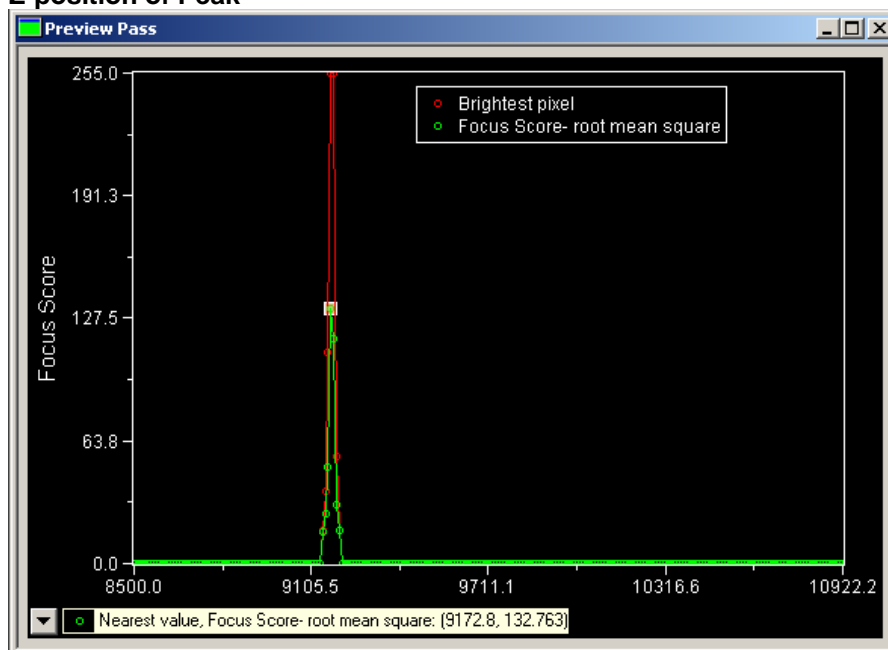 Z position of Peak
Preview Pass
255.0
Brightest pixel
Focus Score- root mean square
191.3
Focus Score
127.5
63.8
0.0
8500.0 9105.5 9711.1 10316.6 10922.2
Nearest value, Focus Score- root mean square: (9172.8, 132.763)